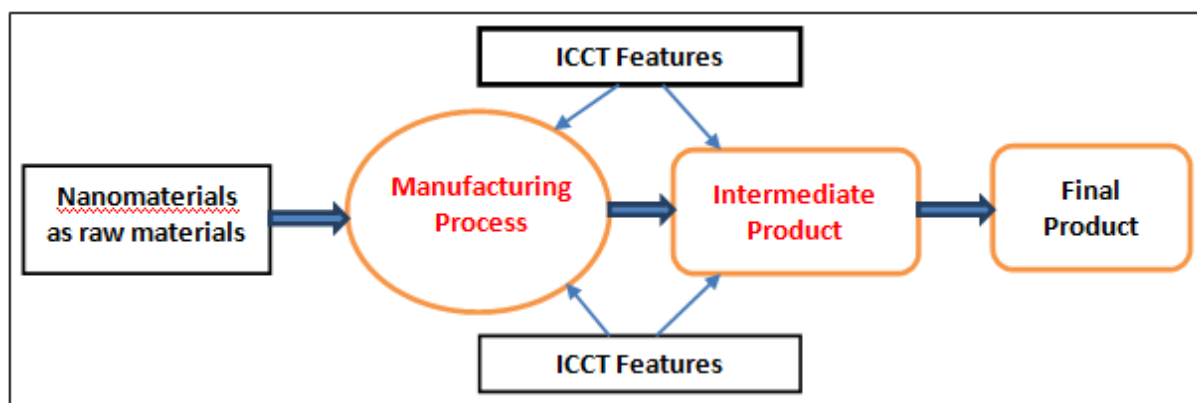 ICCT Features
Nanomaterials
as raw materials
Manufacturing
Process
Intermediate
Product
Final
Product
ICCT Features